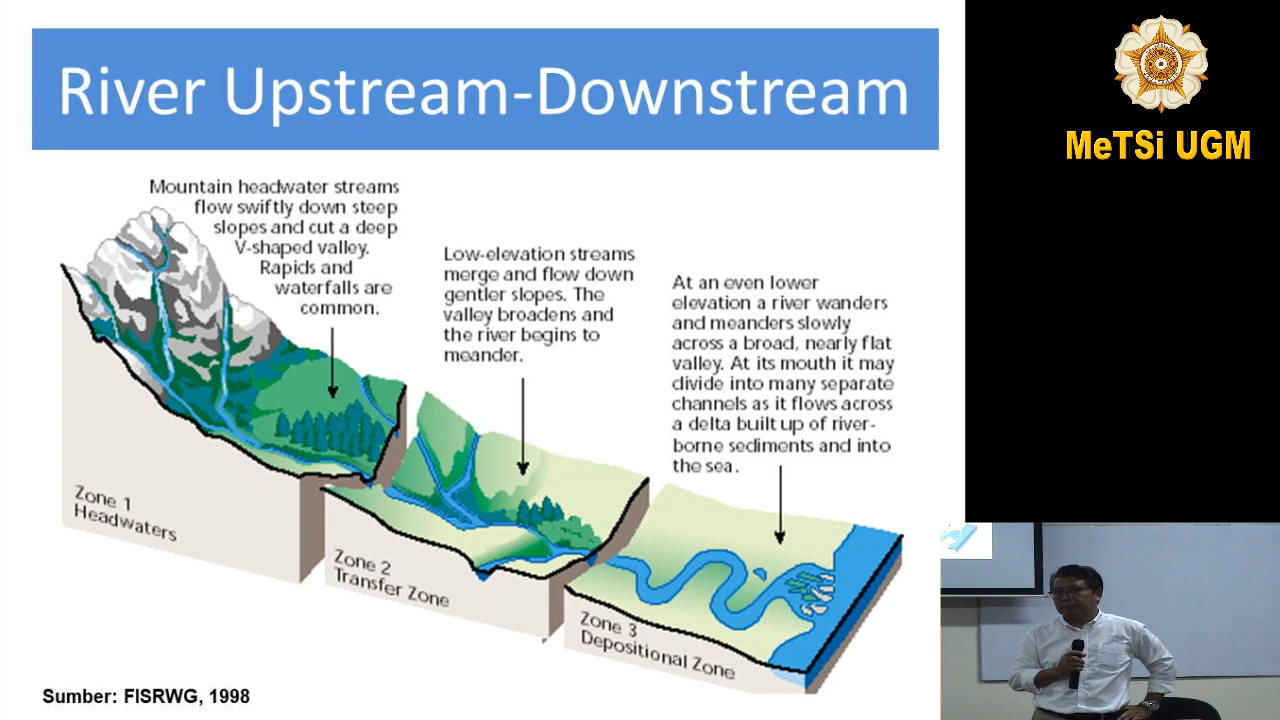 River Upstream-Downstream
MeTSi UGM
Mountain headwater streams
flow swiftly down steep
slopes and cut a deep
V-shaped valley.
Rapids and
waterfalls are
common.
Low-elevation streams
merge and flow down
gentler slopes. The
valley broadens and
the river begins to
meander.
At an even lower
elevation a river wanders
and meanders slowly
across a broad, nearly flat
valley. At its mouth it may
divide into many separate
channels as it flows across
a delta built up of river-
borne sediments and into
the sea.
Zone 1
Headwaters
Zone 2
Transfer Zone
Zone 3
Depositional Zone
Sumber: FISRWG, 1998